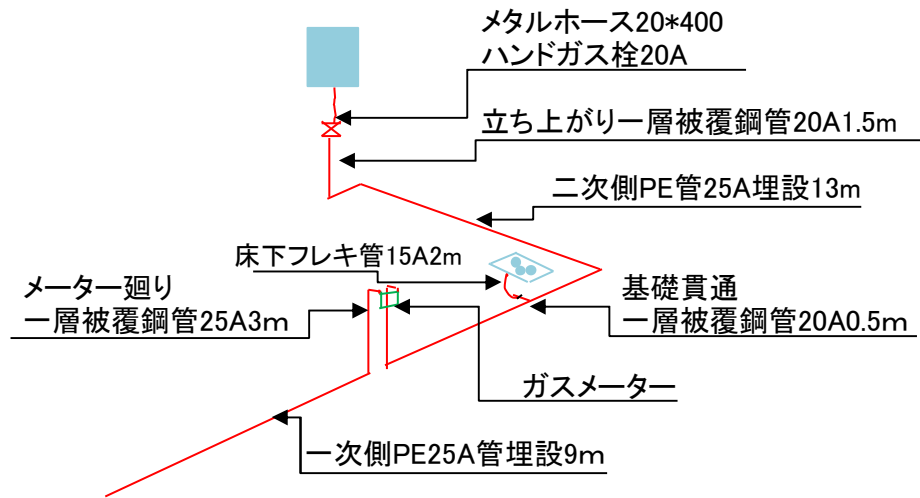 メタルホース20*400
ハンドガス栓20A
立ち上がり一層被覆鋼管20A1.5m
二次側PE管25A埋設13m
床下フレキ管15A2m
メーター廻り
一層被覆鋼管25A3m
基礎貫通
一層被覆鋼管20A0.5m
ガスメーター
一次側PE25A管埋設9m